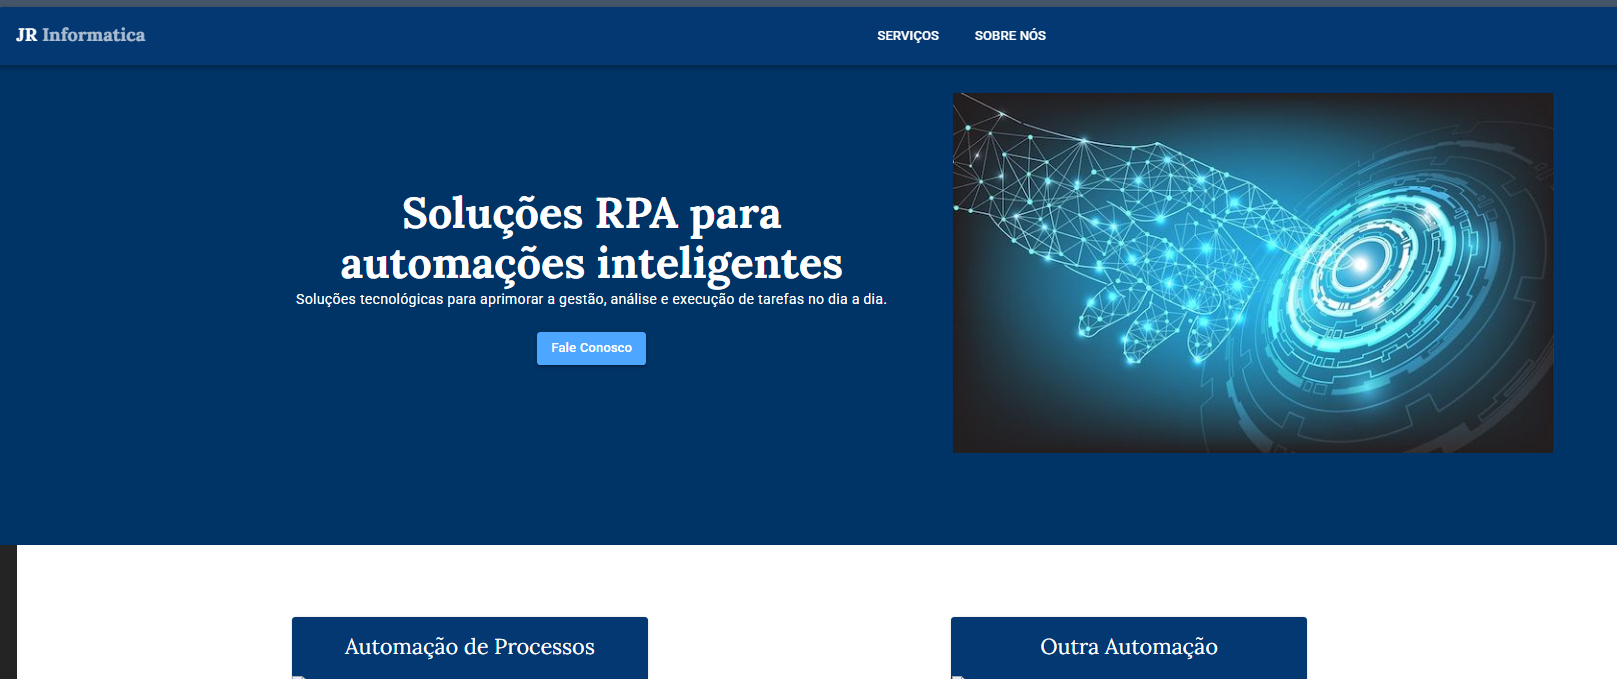 JR Informatica
SERVIÇOS
SOBRE NÓS
Soluções RPA para
automações inteligentes
Soluções tecnológicas para aprimorar a gestão, análise e execução de tarefas no dia a dia.
Fale Conosco
Automação de Processos
Outra Automação